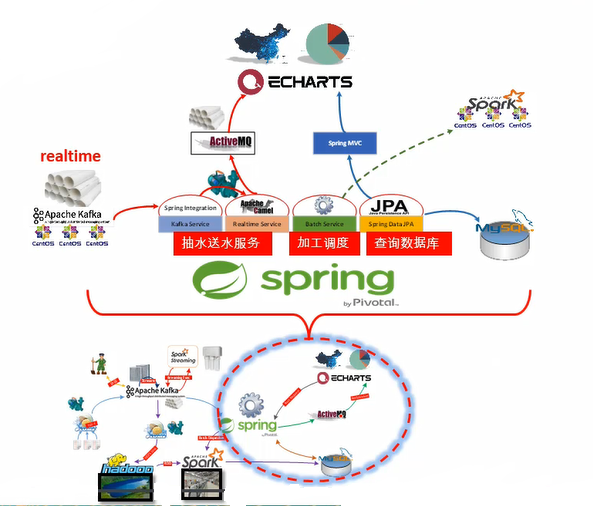 ECHARTS
APACHE
Spark
CentOS CentOS CentOS
ActiveMQ
Spring MVC
realtime
Apache Kafka
CentOS CentOS CentOS
Spring Integration
Apache
Camel
JPA
Java Persistence API
Kafka Service
Realtime Service
Batch Service
Spring Data JPA
抽水送水服务
加工调度
查询数据库
MySQL
spring
by Pivotal
Spark
Streaming
Apache Kafka
ECHARTS
ActiveMQ
spring
hadoop
Spark
MySQL